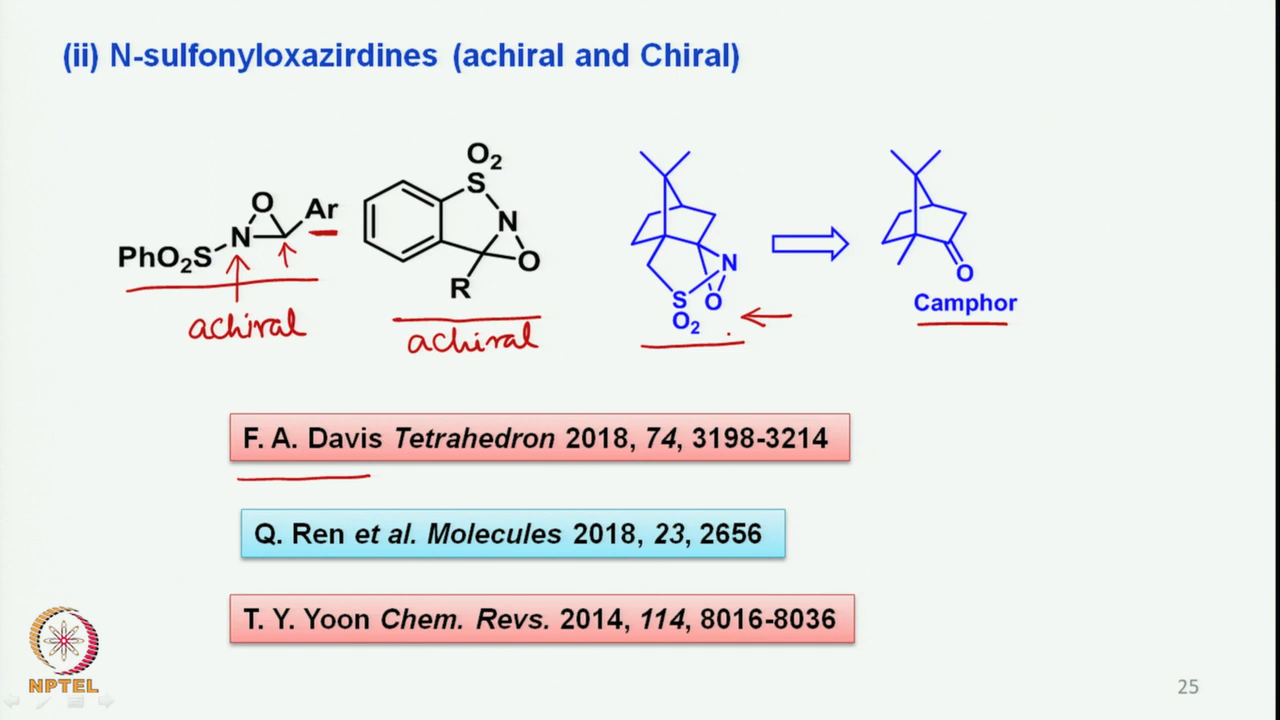 (ii) N-sulfonyloxazirdines (achiral and Chiral)
O
N
Ar
PhO2S
achiral
O2
S
N
O
R
achiral
N
S
O
O2
O
Camphor
F. A. Davis Tetrahedron 2018, 74, 3198-3214
Q. Ren et al. Molecules 2018, 23, 2656
T. Y. Yoon Chem. Revs. 2014, 114, 8016-8036
NPTEL
25